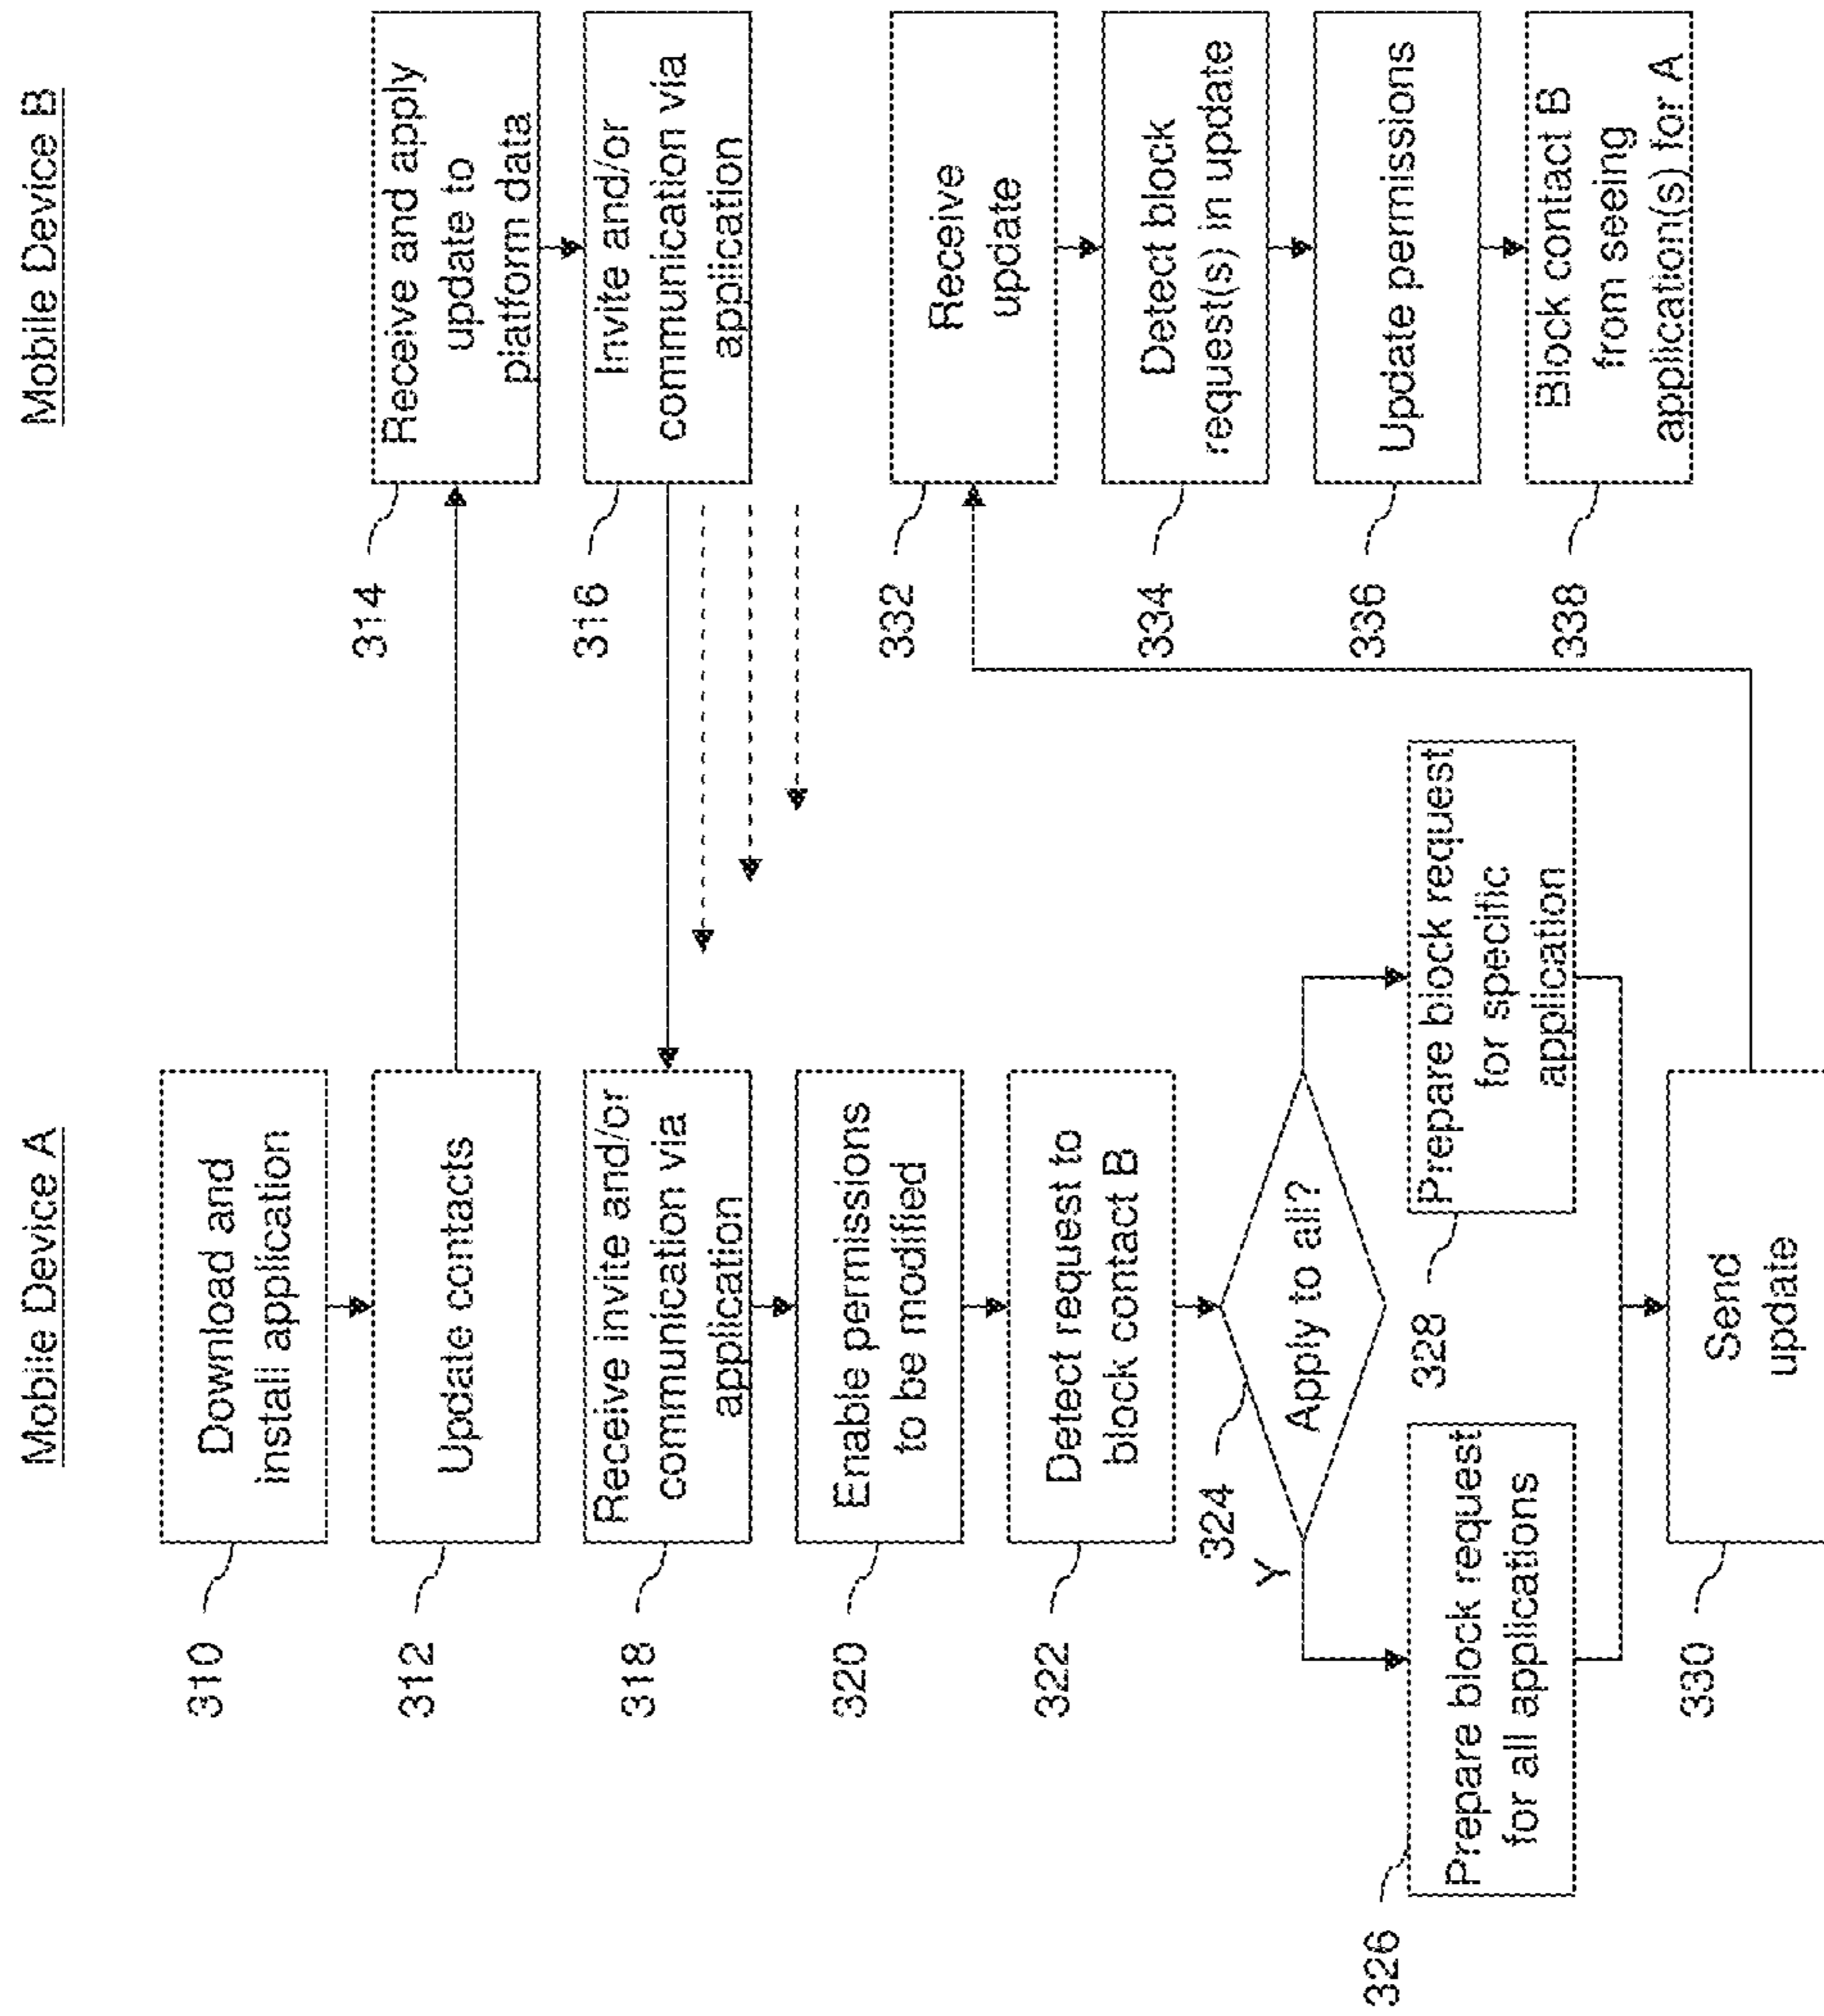 Mobile Device A
Mobile Device B
310
Download and
install application
312
Update contacts
314
Receive and apply
update to
platform data
316
Invite and/or
communication via
application
318
Receive invite and/or
communication via
application
320
Enable permissions
to be modified
322
Detect request to
block contact B
324
Apply to all?
Y
326
Prepare block request
for all applications
328
Prepare block request
for specific
application
330
Send
update
332
Receive
update
334
Detect block
request(s) in update
336
Update permissions
338
Block contact B
from seeing
application(s) for A